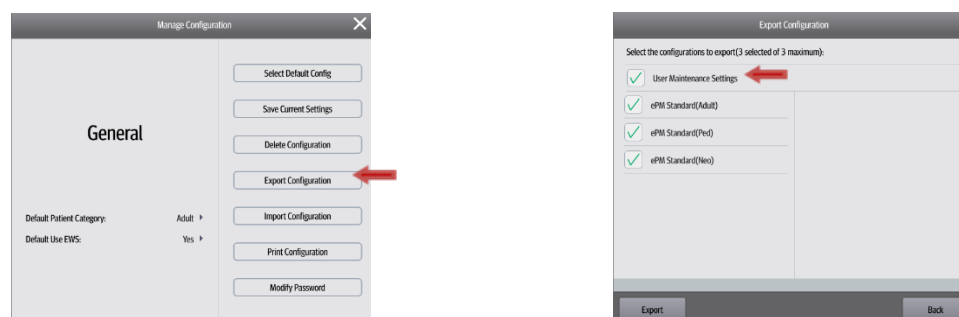 Manage Configuration
General
Default Patient Category: Adult
Default Use EWS: Yes
Select Default Config
Save Current Settings
Delete Configuration
Export Configuration
Import Configuration
Print Configuration
Modify Password
Export Configuration
Select the configurations to export(3 selected of 3 maximum):
User Maintenance Settings
ePM Standard(Adult)
ePM Standard(Ped)
ePM Standard(Neo)
Export
Back